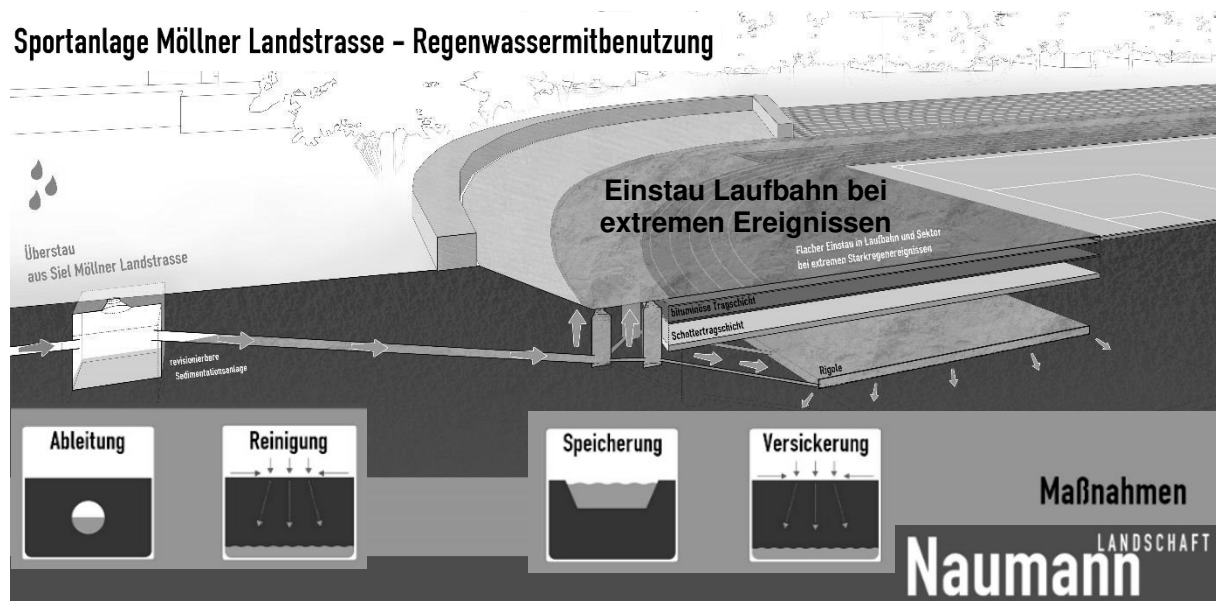 Sportanlage Möllner Landstrasse – Regenwassermitbenutzung
Einstau Laufbahn bei
extremen Ereignissen
Flacher Einstau in Laufbahn und Sektor
bei extremen Starkregenereignissen
Überstau
aus Siel Möllner Landstrasse
bituminöse Tragschicht
Schottertragschicht
revisionierbare
Sedimentationsanlage
Rigole
Ableitung
Reinigung
Speicherung
Versickerung
Maßnahmen
LANDSCHAFT
Naumann